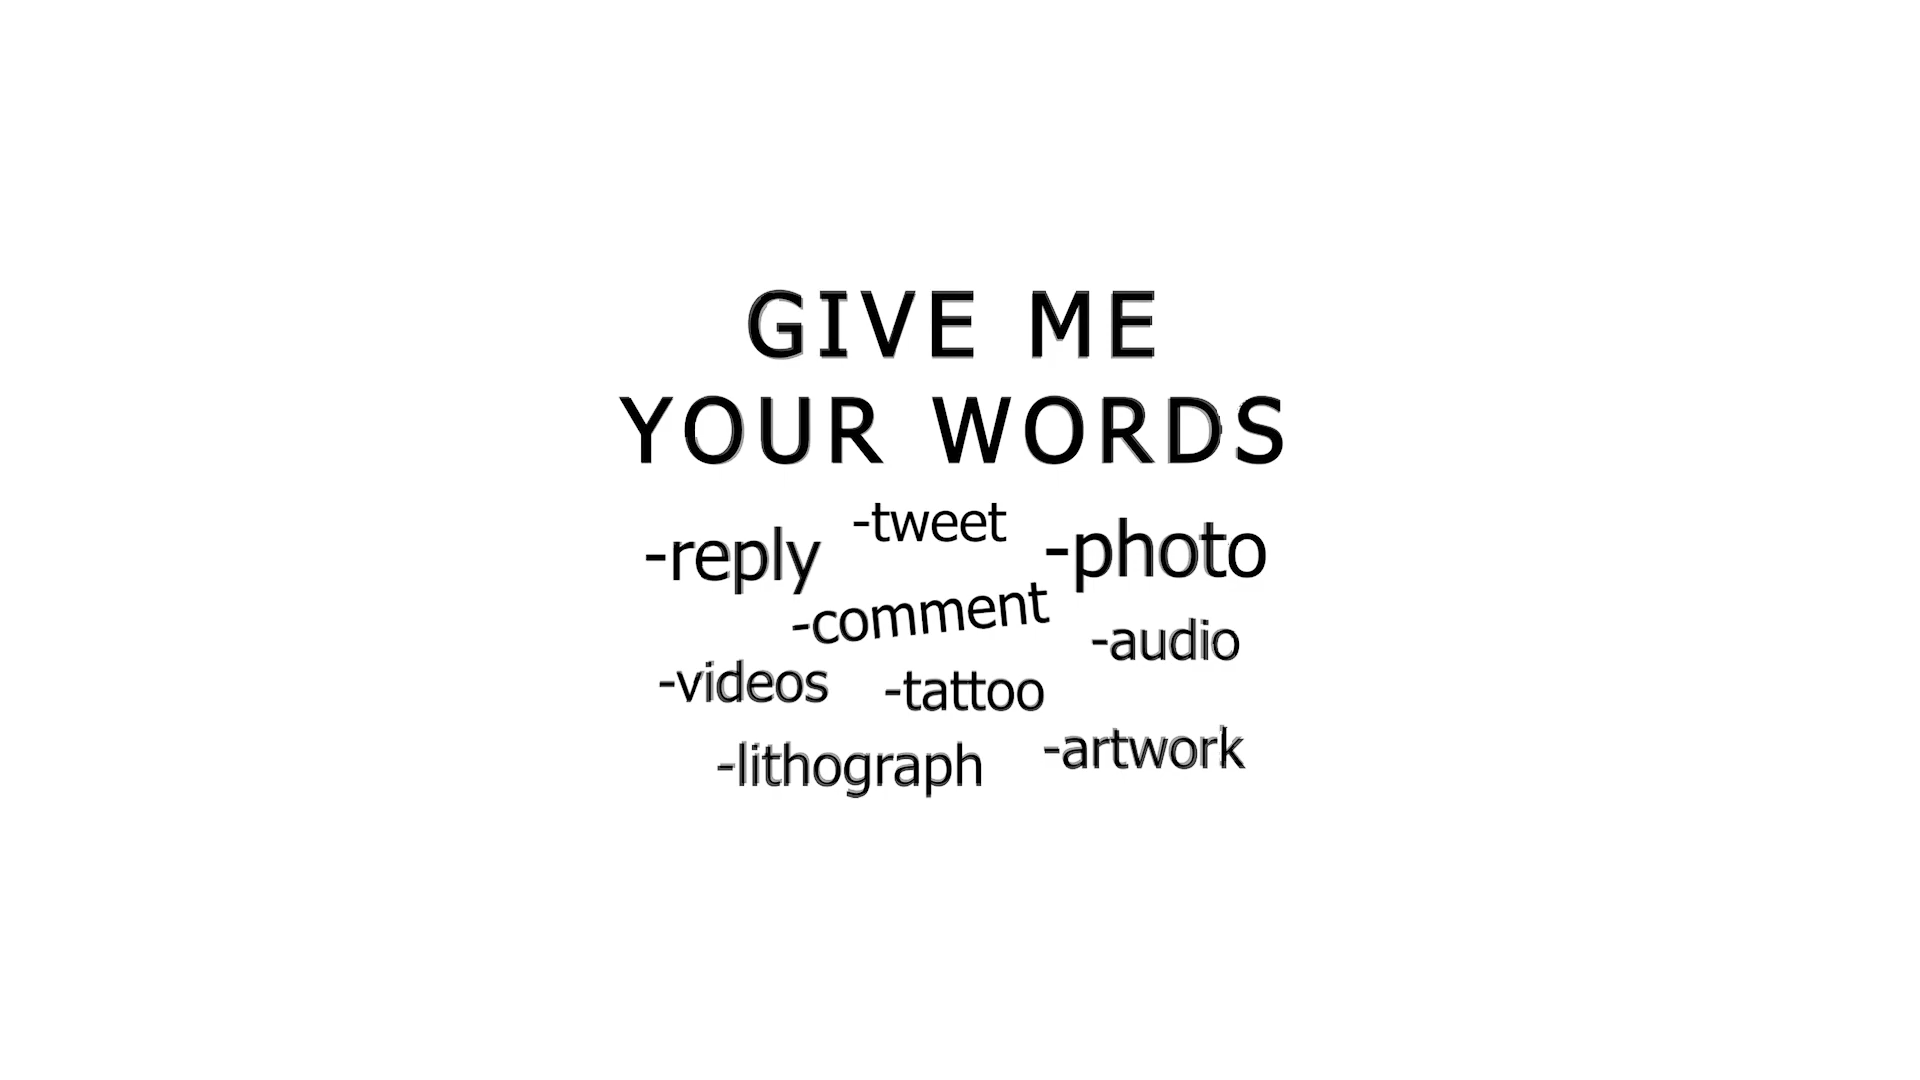 GIVE ME
YOUR WORDS
-tweet
-reply
-photo
-comment
-audio
-videos
-tattoo
-lithograph
-artwork